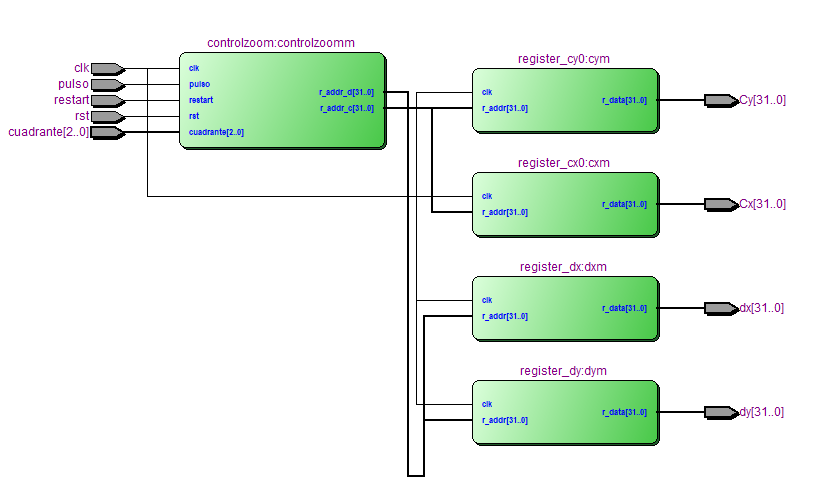 controlzoom:controlzoomm
clk
pulso
restart
rst
cuadrante[2..0]
clk
pulso
restart
rst
cuadrante[2..0]
r_addr_d[31..0]
r_addr_c[31..0]
register_cy0:cym
clk
r_addr[31..0]
r_data[31..0]
Cy[31..0]
register_cx0:cxm
clk
r_addr[31..0]
r_data[31..0]
Cx[31..0]
register_dx:dxm
clk
r_addr[31..0]
r_data[31..0]
dx[31..0]
register_dy:dym
clk
r_addr[31..0]
r_data[31..0]
dy[31..0]